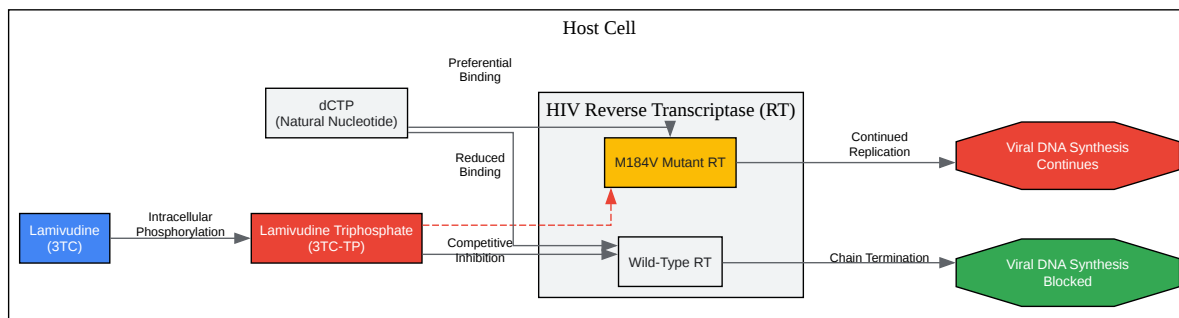 Host Cell
Preferential
Binding
dCTP
(Natural Nucleotide)
HIV Reverse Transcriptase (RT)
Continued
Replication
Viral DNA Synthesis
Continues
M184V Mutant RT
Reduced
Binding
Lamivudine
(3TC)
Intracellular
Phosphorylation
Lamivudine Triphosphate
(3TC-TP)
Competitive
Inhibition
Wild-Type RT
Chain Termination
Viral DNA Synthesis
Blocked